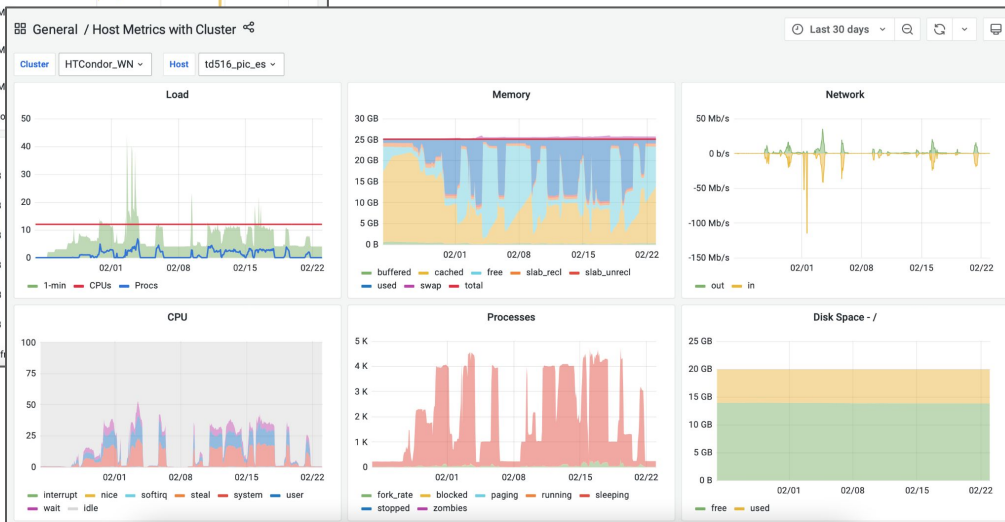 General / Host Metrics with Cluster
Last 30 days
Cluster HTCondor_WN Host td516_pic_es
Load
50
40
30
20
10
0
02/01 02/08 02/15 02/22
1-min CPUs Procs
Memory
30 GB
25 GB
20 GB
15 GB
10 GB
5 GB
0 B
02/01 02/08 02/15 02/22
buffered cached free slab_recl slab_unrecl
used swap total
Network
50 Mb/s
0 b/s
-50 Mb/s
-100 Mb/s
-150 Mb/s
02/01 02/08 02/15 02/22
out in
CPU
100
75
50
25
0
02/01 02/08 02/15 02/22
interrupt nice softirq steal system user
wait idle
Processes
5 K
4 K
3 K
2 K
1 K
0
02/01 02/08 02/15 02/22
fork_rate blocked paging running sleeping
stopped zombies
Disk Space - /
25 GB
20 GB
15 GB
10 GB
5 GB
0 B
02/01 02/08 02/15 02/22
free used